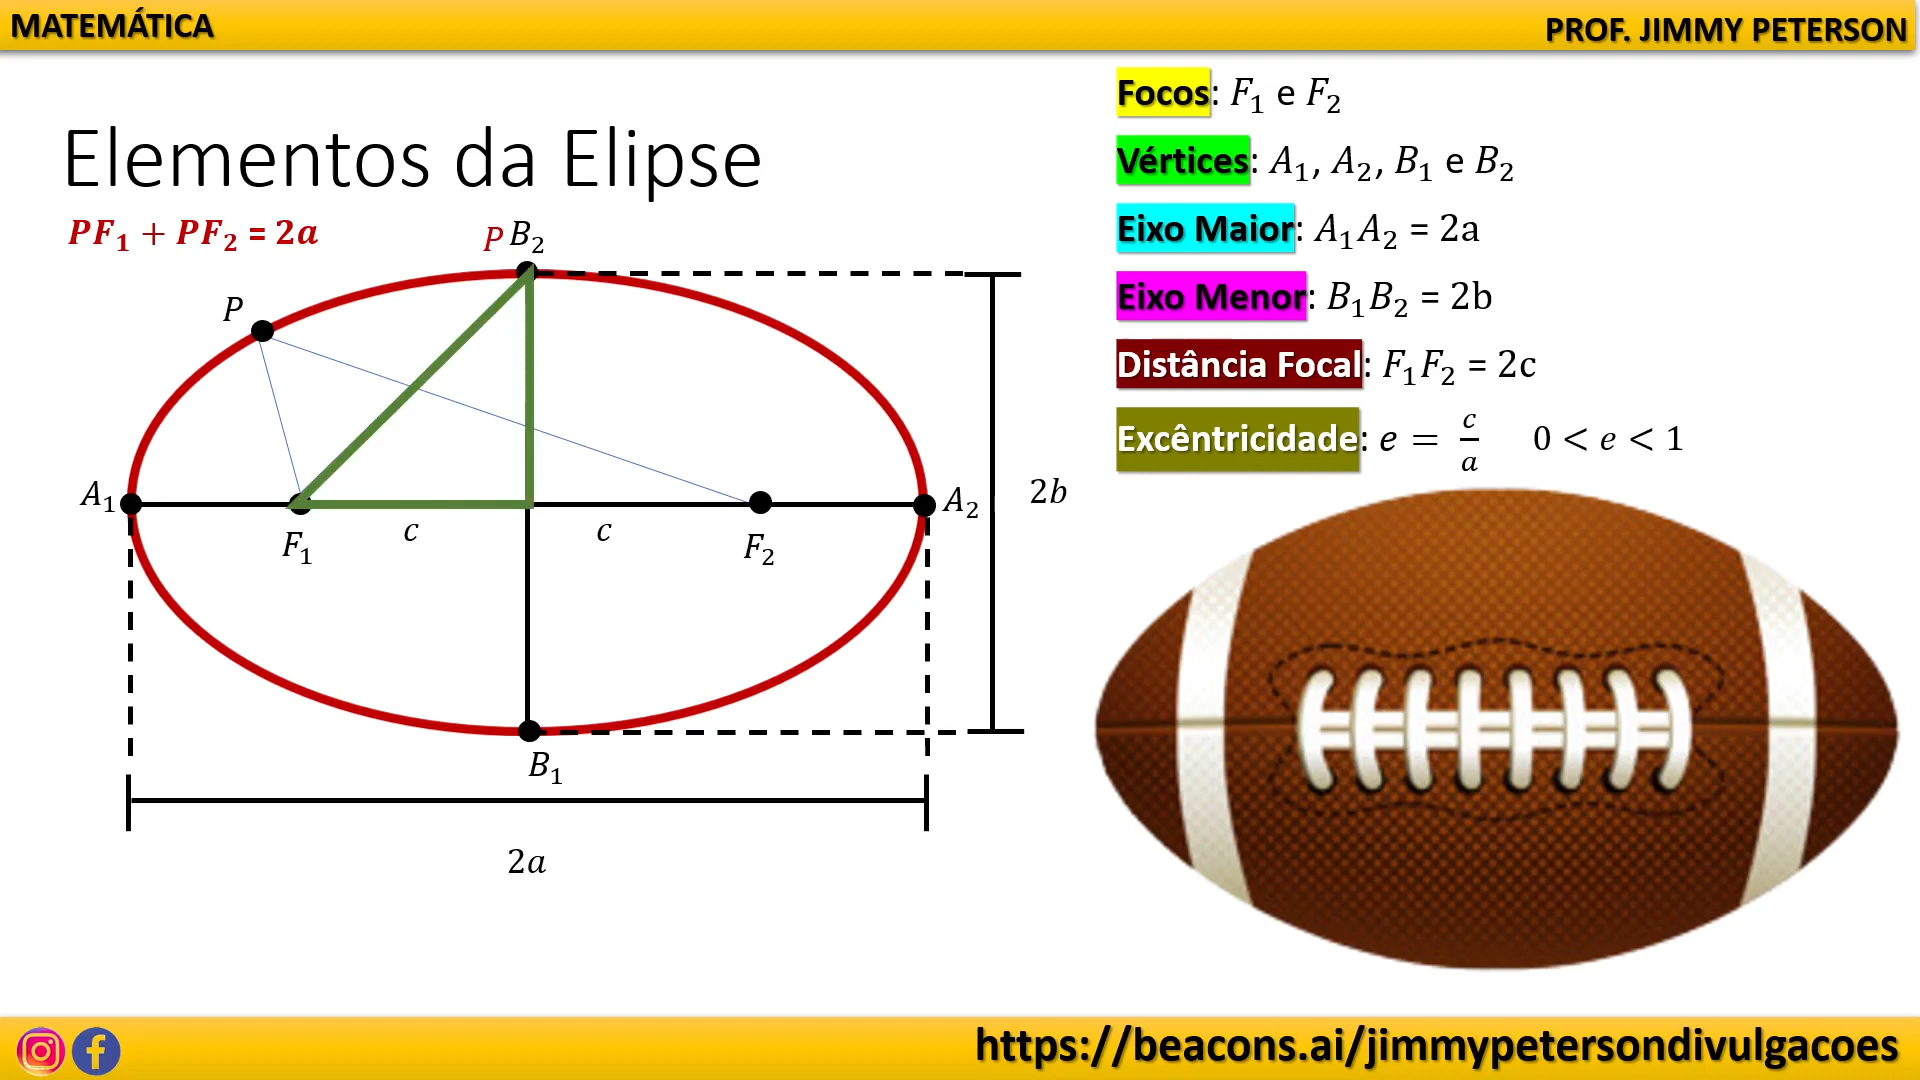 MATEMÁTICA
PROF. JIMMY PETERSON
Elementos da Elipse
PF₁ + PF₂ = 2a
Focos: F₁ e F₂
Vértices: A₁, A₂, B₁ e B₂
Eixo Maior: A₁A₂ = 2a
Eixo Menor: B₁B₂ = 2b
Distância Focal: F₁F₂ = 2c
Excêntricidade: e = c/a 0 < e < 1
P B₂
P
A₁
A₂
2b
F₁
c
c
F₂
B₁
2a
https://beacons.ai/jimmypetersondivulgacoes